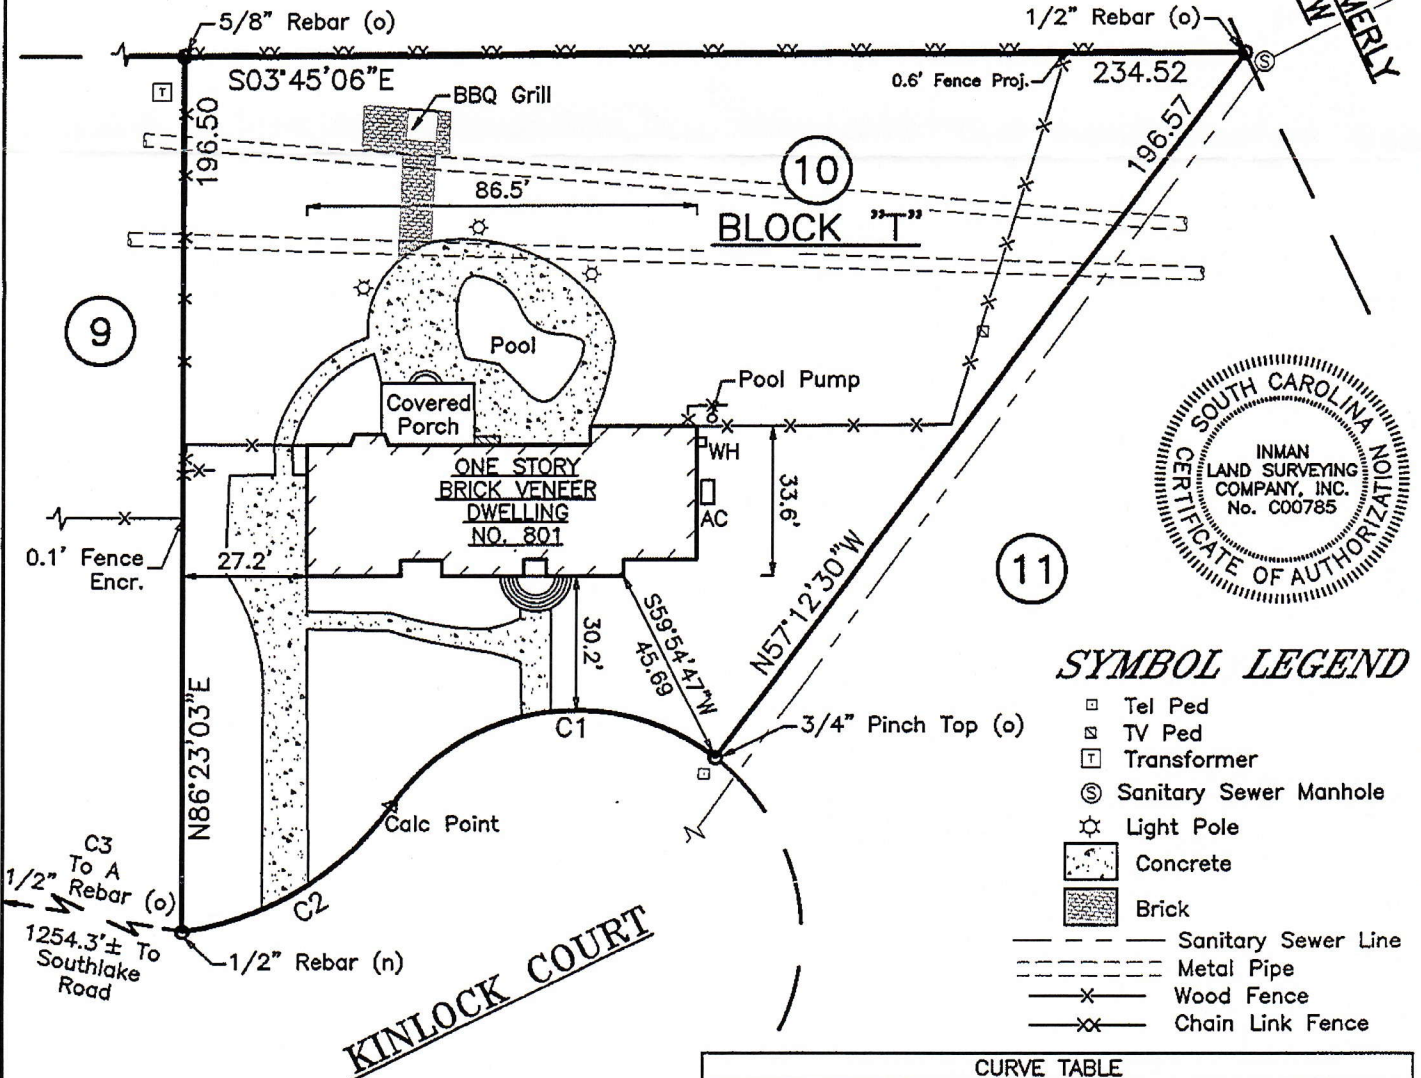 5/8" Rebar (o)
1/2" Rebar (o)
MERLY
W
S
S03°45'06"E
0.6' Fence Proj.
234.52
T
BBQ Grill
196.50
196.57
10
86.5'
BLOCK "T"
9
Pool
Pool Pump
Covered
Porch
WH
ONE STORY
BRICK VENEER
DWELLING
NO. 801
33.6'
AC
SOUTH CAROLINA
CERTIFICATE OF AUTHORIZATION
INMAN
LAND SURVEYING
COMPANY, INC.
No. C00785
0.1' Fence
Encr.
27.2'
11
N57°12'30"W
S59°54'47"W
45.69
30.2'
C1
3/4" Pinch Top (o)
N86°23'03"E
Calc Point
C2
C3
To A
1/2"
Rebar (o)
1254.3'± To
Southlake
Road
1/2" Rebar (n)
KINLOCK COURT
SYMBOL LEGEND
Tel Ped
TV Ped
T Transformer
S Sanitary Sewer Manhole
Light Pole
Concrete
Brick
Sanitary Sewer Line
Metal Pipe
Wood Fence
Chain Link Fence
CURVE TABLE